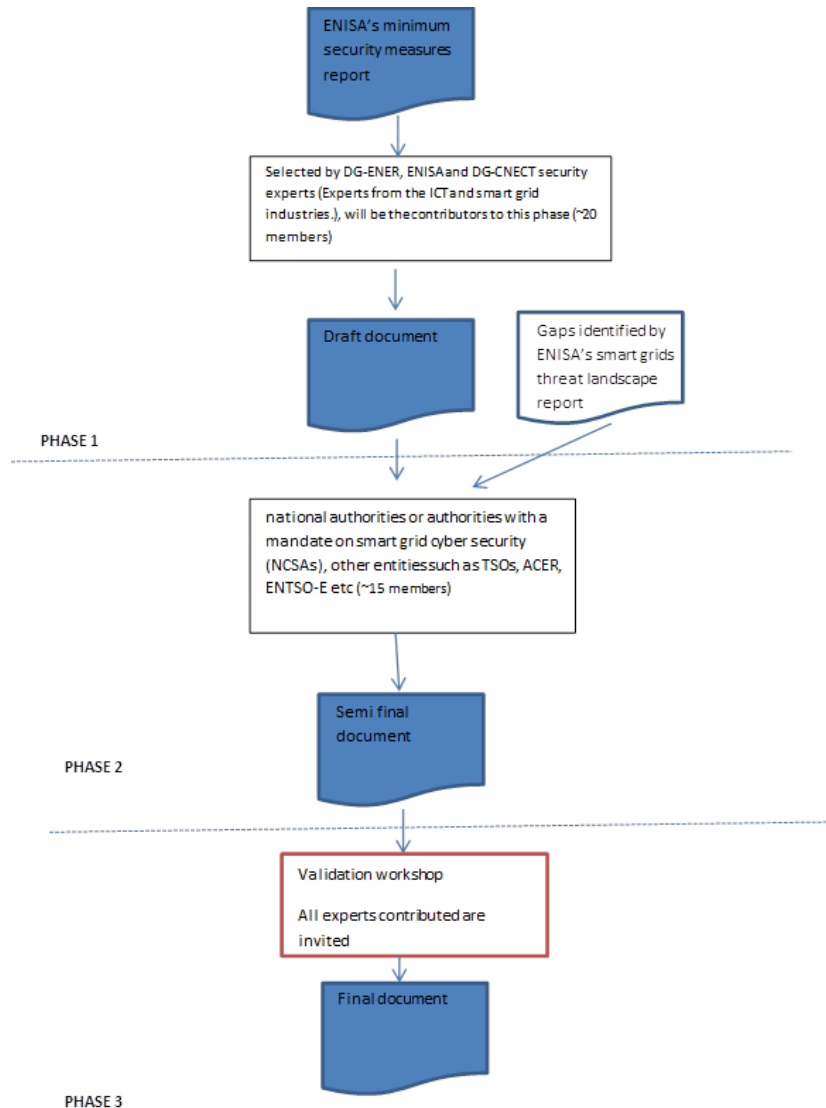 ENISA's minimum
security measures
report
Selected by DG-ENER, ENISA and DG-CNECT security
experts (Experts from the ICT and smart grid
industries.), will be the contributors to this phase (~20
members)
Draft document
Gaps identified by
ENISA's smart grids
threat landscape
report
PHASE 1
national authorities or authorities with a
mandate on smart grid cyber security
(NCSAs), other entities such as TSOs, ACER,
ENTSO-E etc (~15 members)
Semi final
document
PHASE 2
Validation workshop
All experts contributed are
invited
Final document
PHASE 3